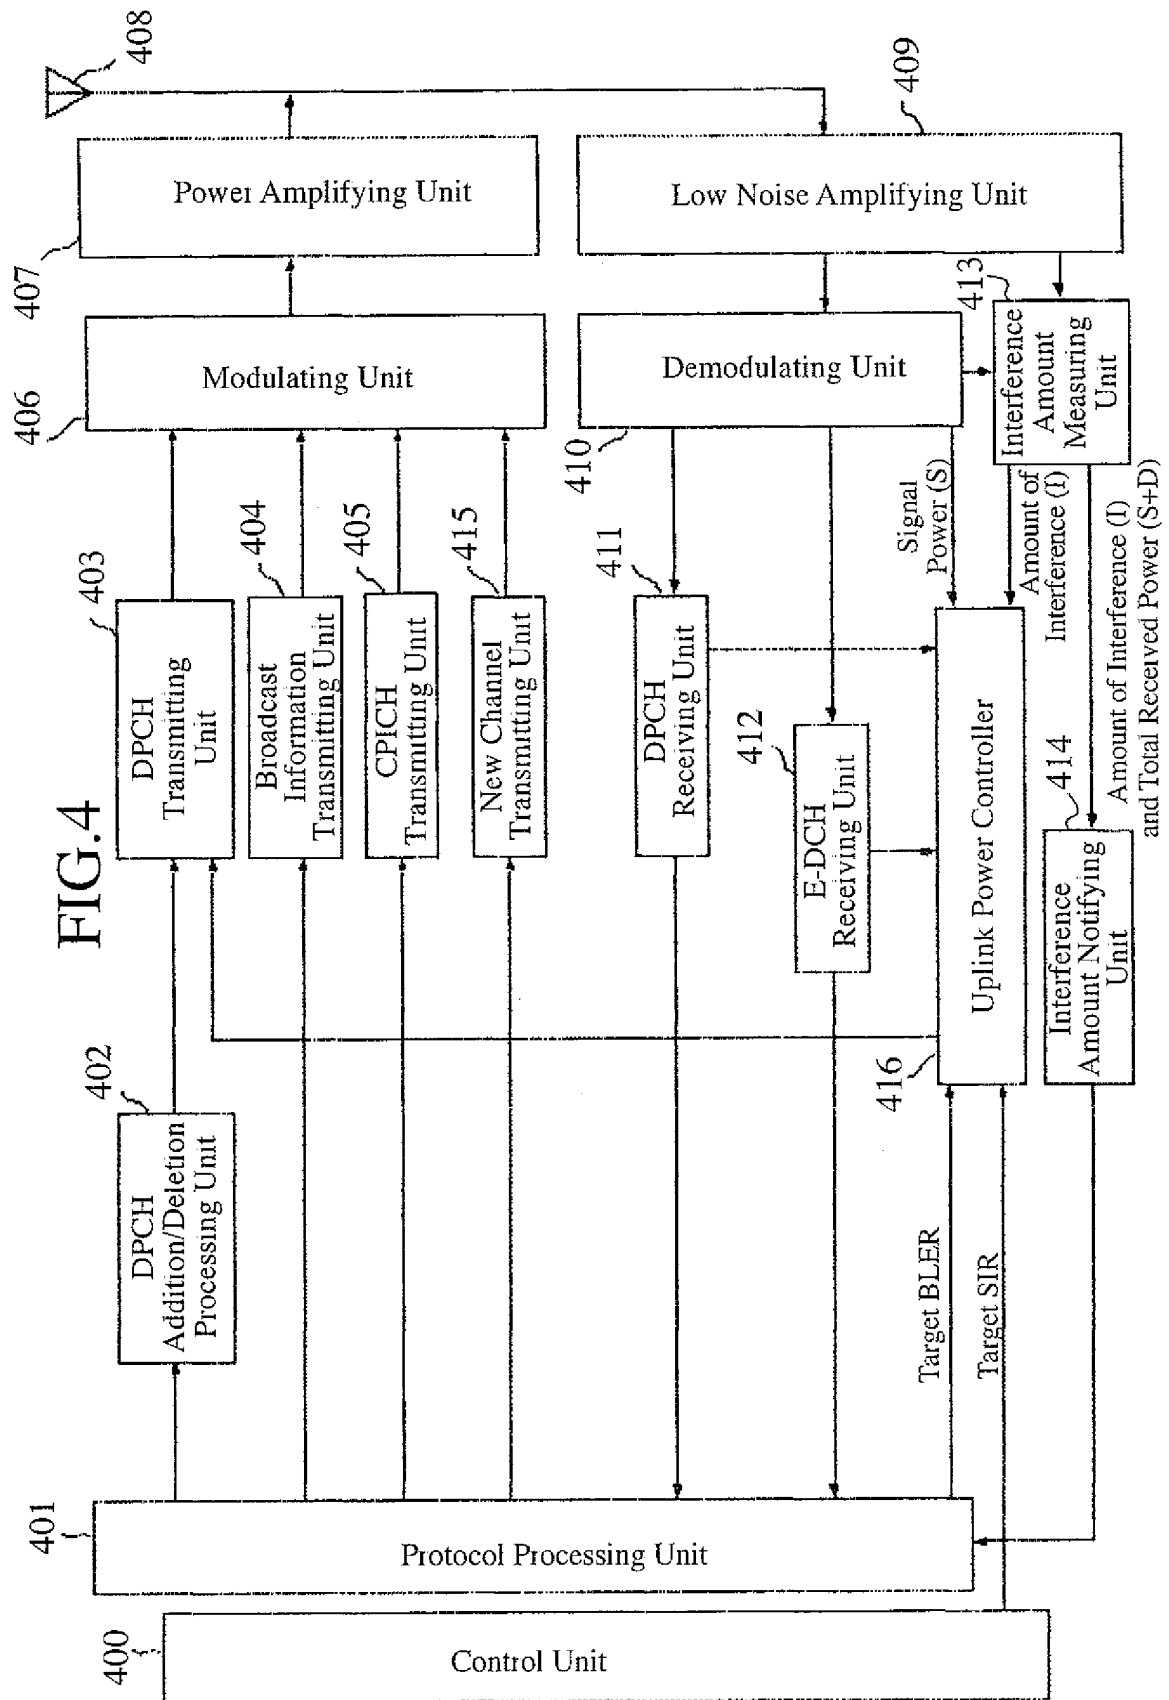 FIG.4
400
Control Unit
401
Protocol Processing Unit
402
DPCH
Addition/Deletion
Processing Unit
403
DPCH
Transmitting
Unit
404
Broadcast
Information
Transmitting Unit
405
CPICH
Transmitting Unit
415
New Channel
Transmitting Unit
406
Modulating Unit
407
Power Amplifying Unit
408
409
Low Noise Amplifying Unit
410
Demodulating Unit
411
DPCH
Receiving Unit
412
E-DCH
Receiving Unit
413
Interference
Amount
Measuring
Unit
Signal
Power (S)
Amount of
Interference (I)
Amount of Interference (I)
and Total Received Power (S+D)
414
Interference
Amount Notifying
Unit
416
Uplink Power Controller
Target BLER
Target SIR